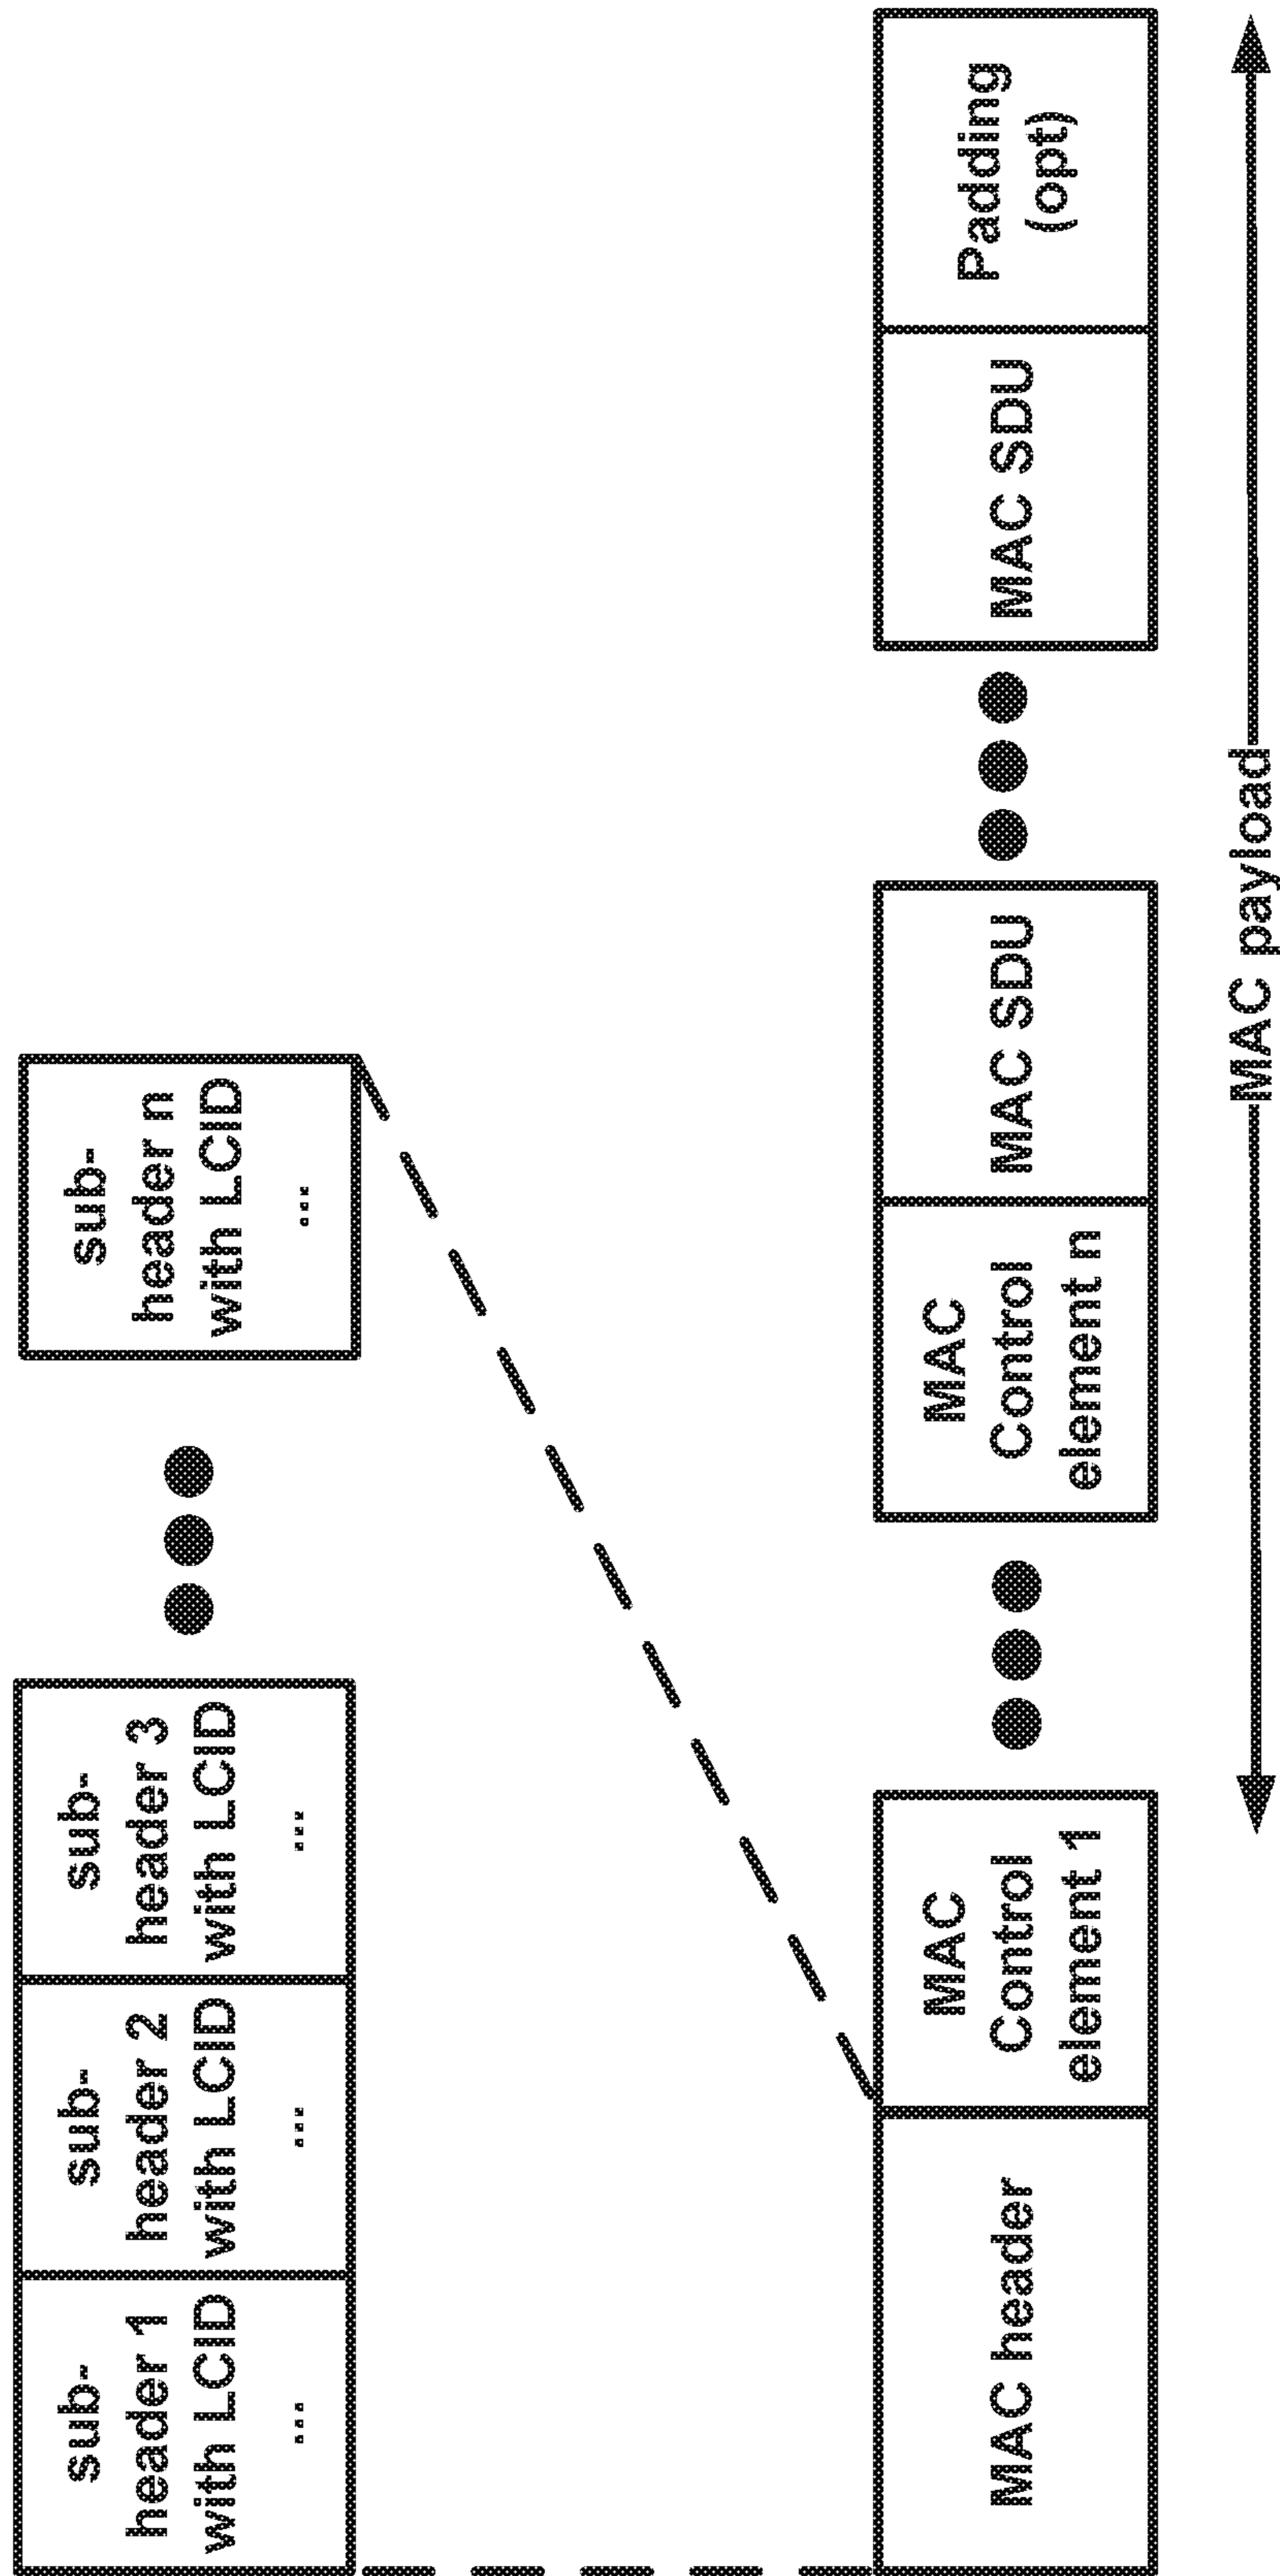 sub-
header 1
with LCID
...
sub-
header 2
with LCID
...
sub-
header 3
with LCID
...
sub-
header n
with LCID
...
MAC header
MAC
Control
element 1
MAC
Control
element n
MAC SDU
MAC SDU
Padding
(opt)
MAC payload